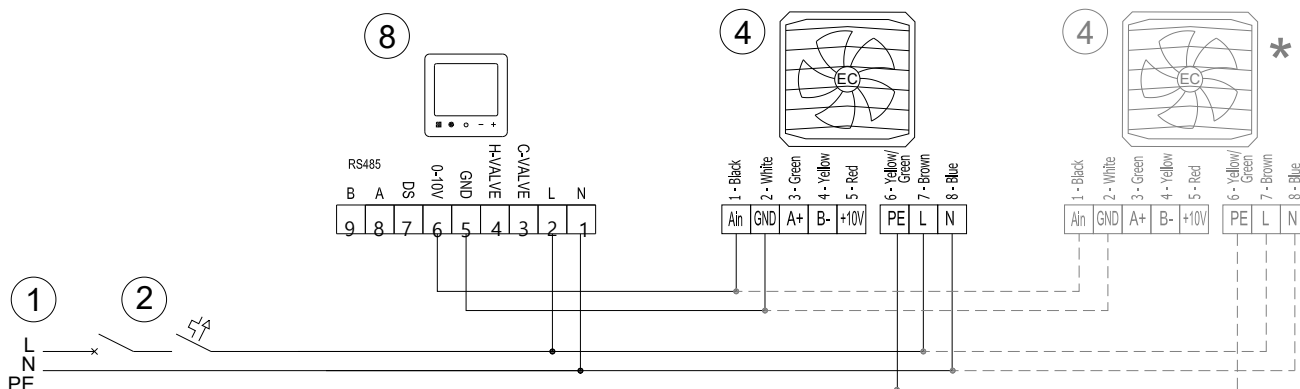 8
4
4
*
EC
EC
RS485
B
A
DS
0-10V
GND
H-VALVE
C-VALVE
L
N
9
8
7
6
5
4
3
2
1
1 - Black
2 - White
3 - Green
4 - Yellow
5 - Red
6 - Yellow/
Green
7 - Brown
8 - Blue
Ain
GND
A+
B-
+10V
PE
L
N
1 - Black
2 - White
3 - Green
4 - Yellow
5 - Red
6 - Yellow/
Green
7 - Brown
8 - Blue
Ain
GND
A+
B-
+10V
PE
L
N
1
2
L
N
PE